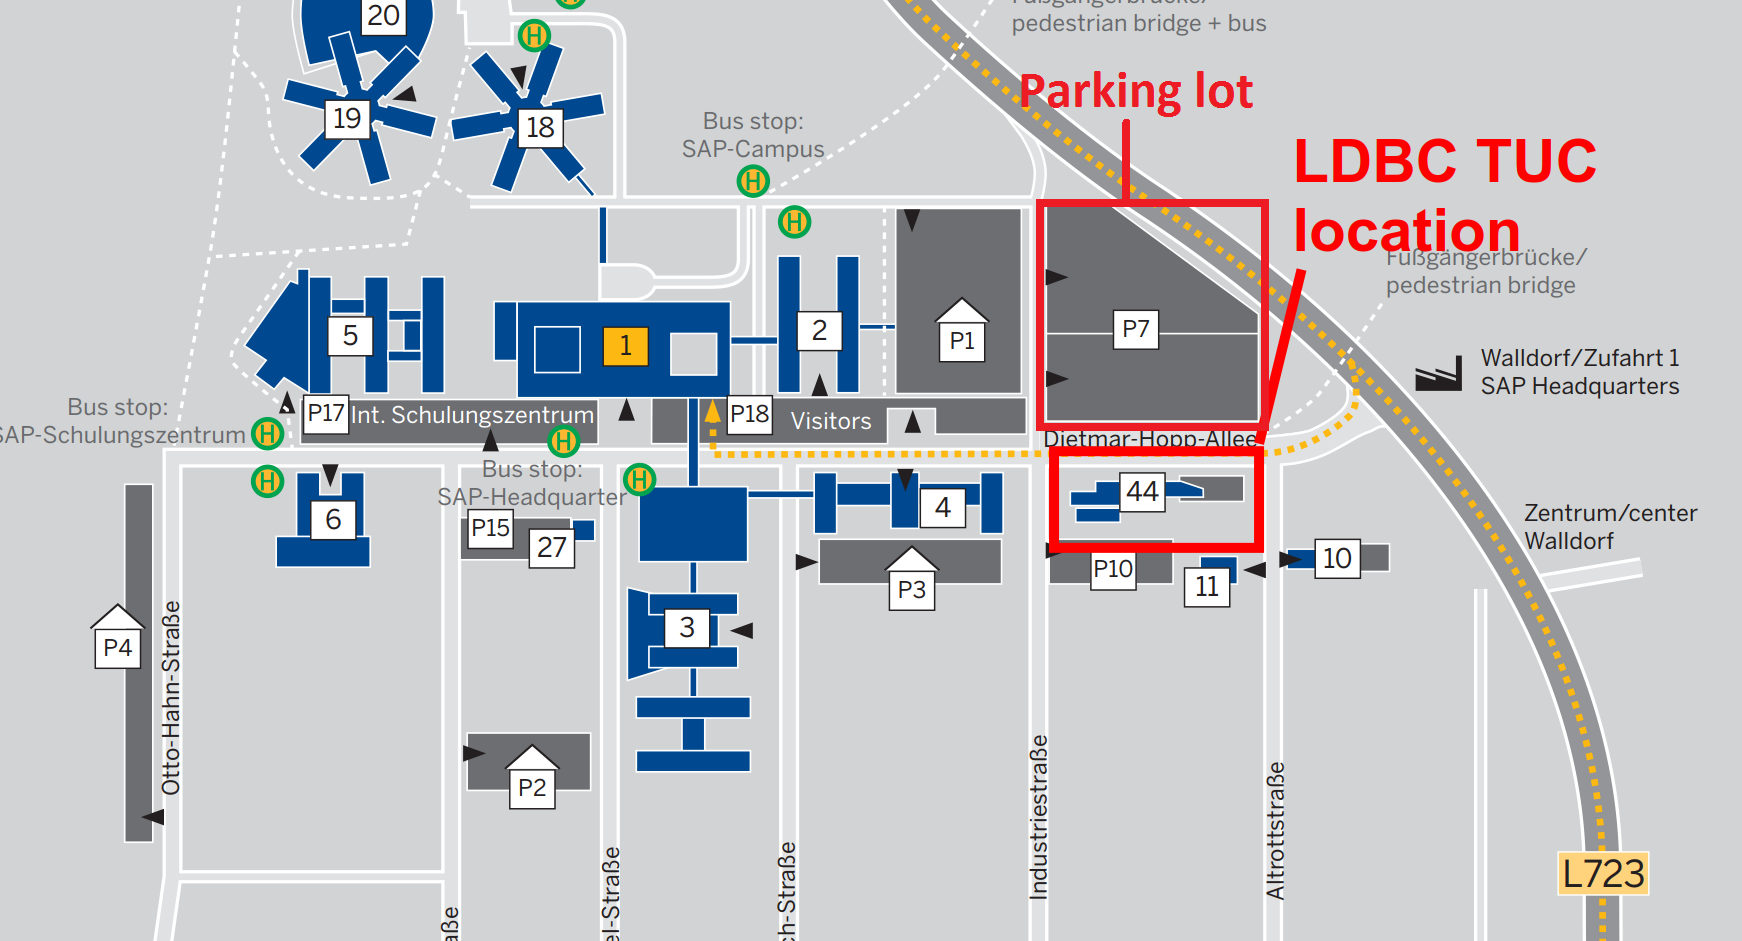 20
pedestrian bridge + bus
Parking lot
19
18
Bus stop:
SAP-Campus
H
H
H
LDBC TUC
location
Fußgängerbrücke/
pedestrian bridge
5
1
2
P1
P7
Walldorf/Zufahrt 1
SAP Headquarters
Bus stop:
SAP-Schulungszentrum
H
H
P17
Int. Schulungszentrum
H
P18
Visitors
Dietmar-Hopp-Allee
Bus stop:
SAP-Headquarter
H
6
P15
27
4
44
Zentrum/center
Walldorf
P3
P10
11
10
P4
3
Otto-Hahn-Straße
P2
Industriestraße
Altrottstraße
L723
aße
el-Straße
ch-Straße